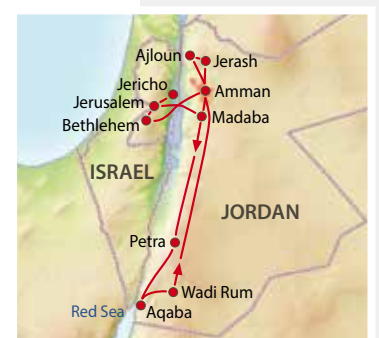 Ajloun
Jerash
Jericho
Amman
Jerusalem
Madaba
Bethlehem
ISRAEL
JORDAN
Petra
Wadi Rum
Red Sea
Aqaba